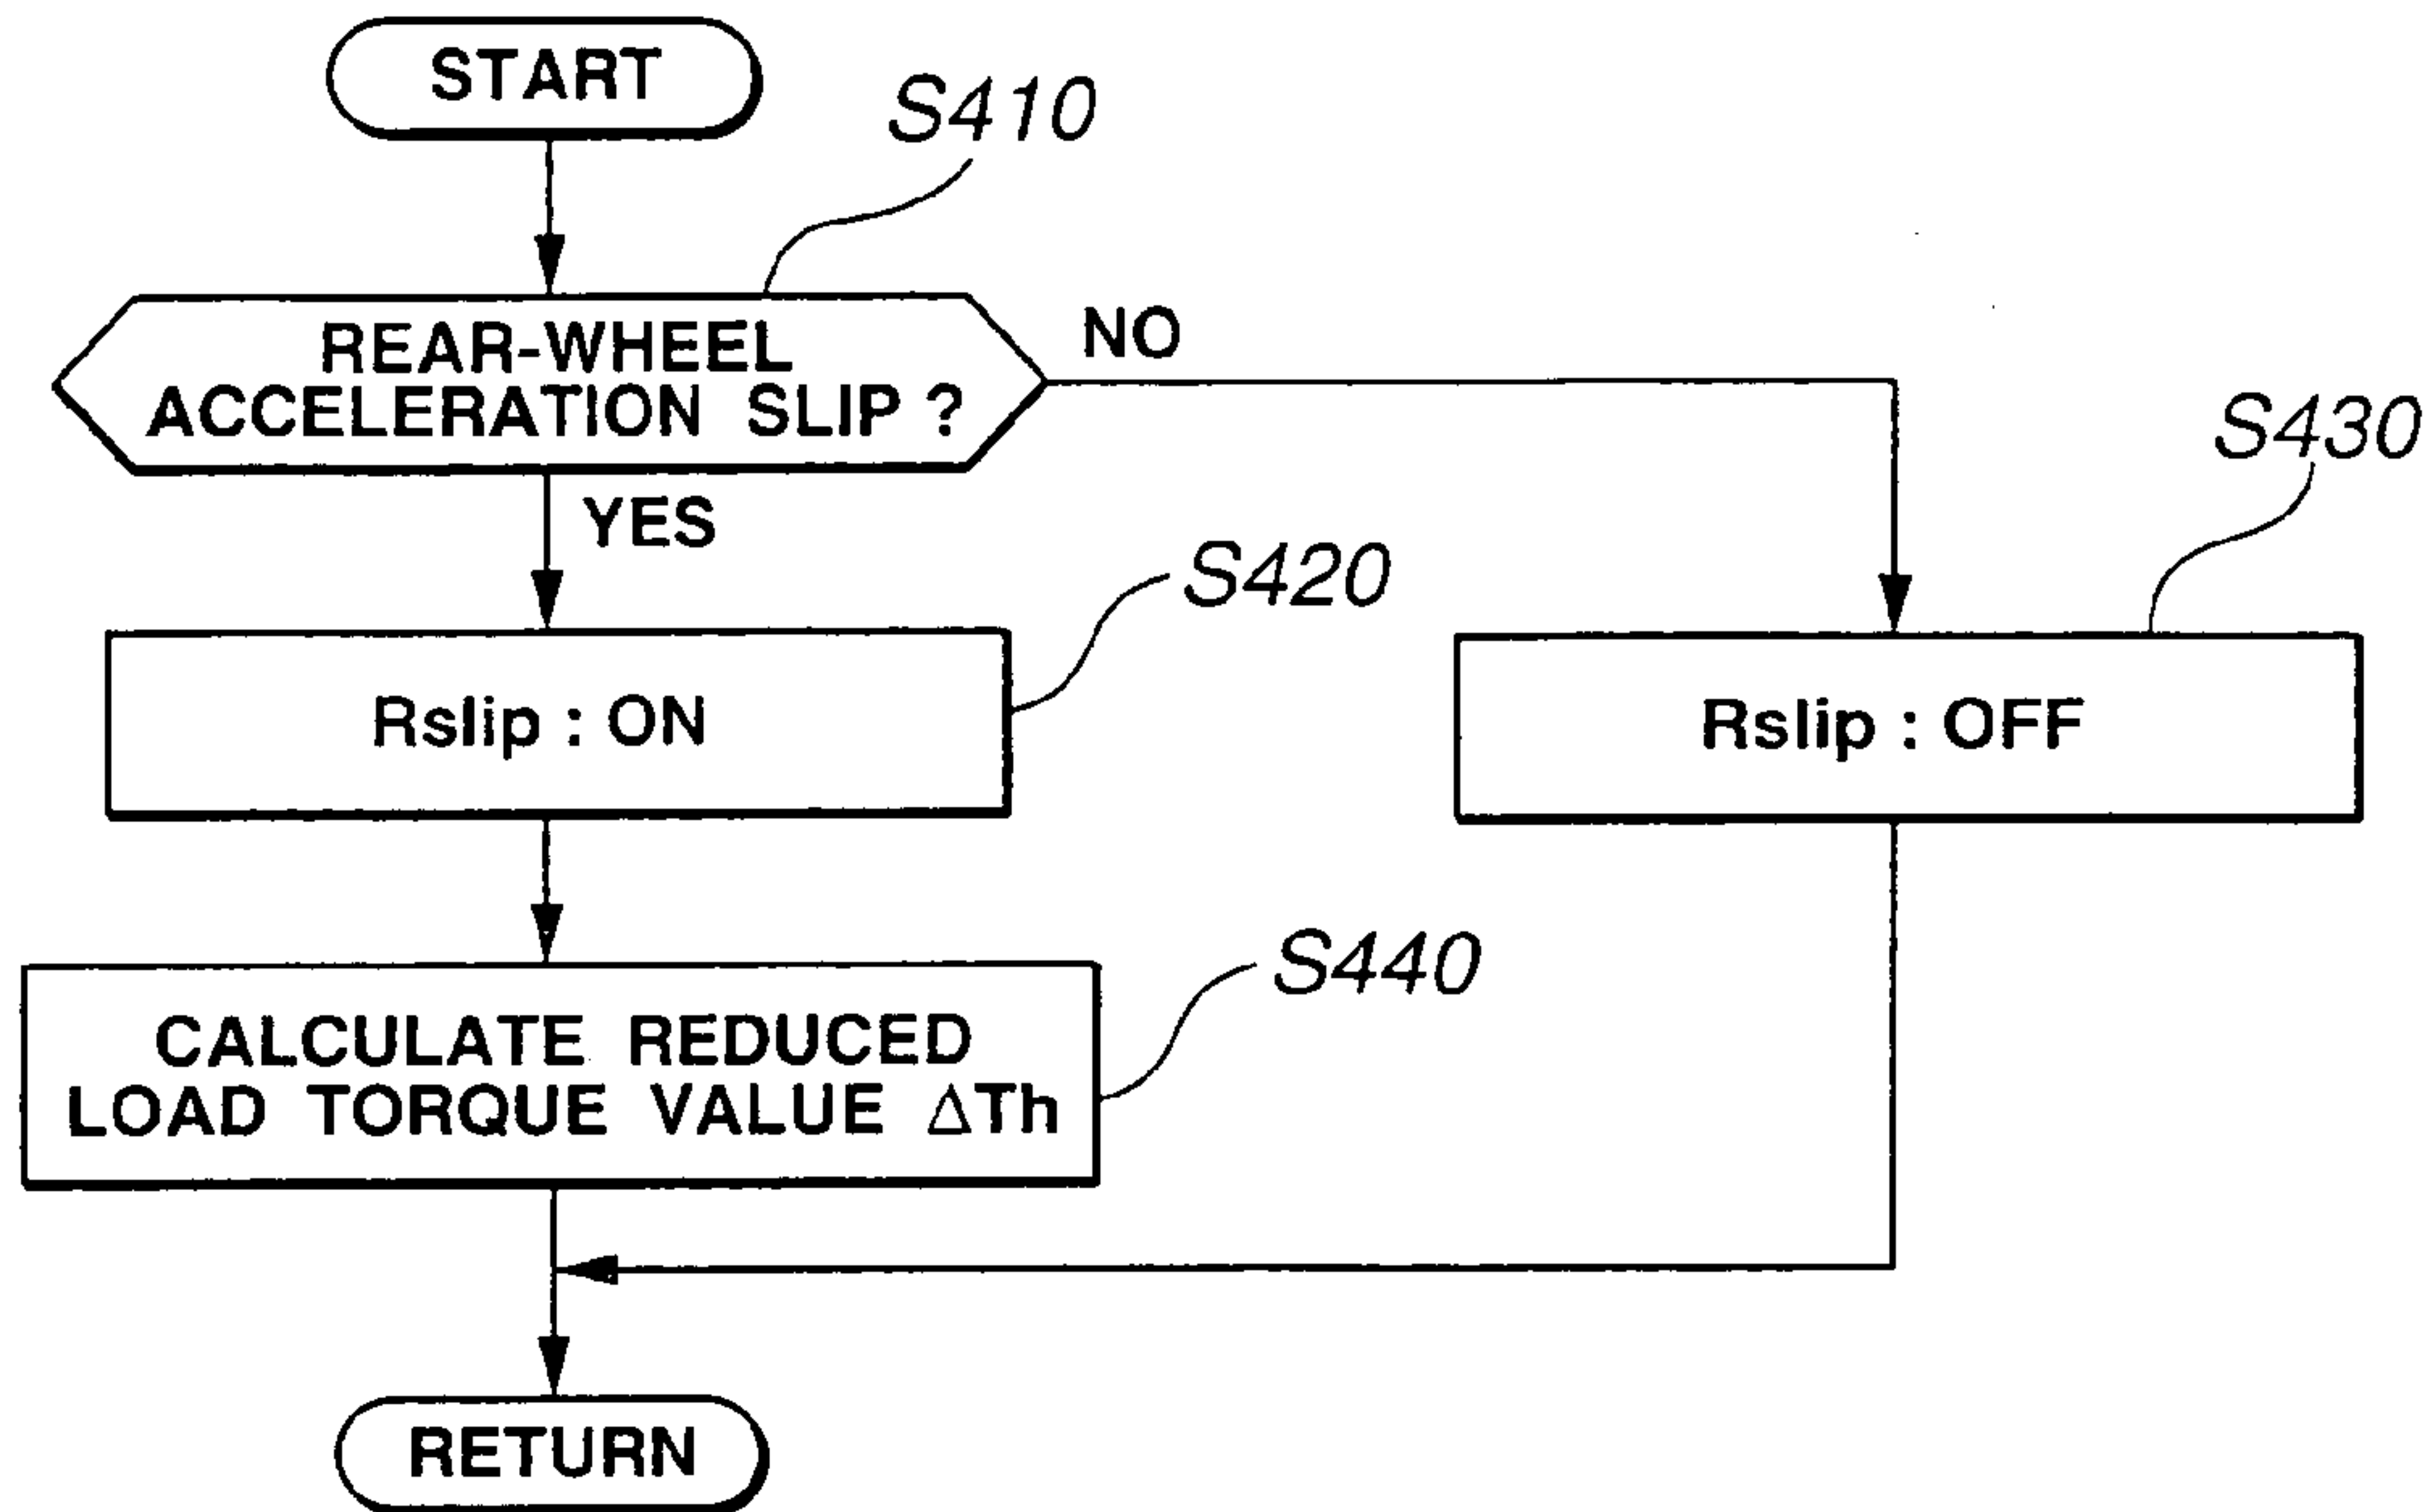 START
S410
REAR-WHEEL
ACCELERATION SLIP ?
NO
YES
S430
S420
Rslip : ON
Rslip : OFF
S440
CALCULATE REDUCED
LOAD TORQUE VALUE ΔTh
RETURN